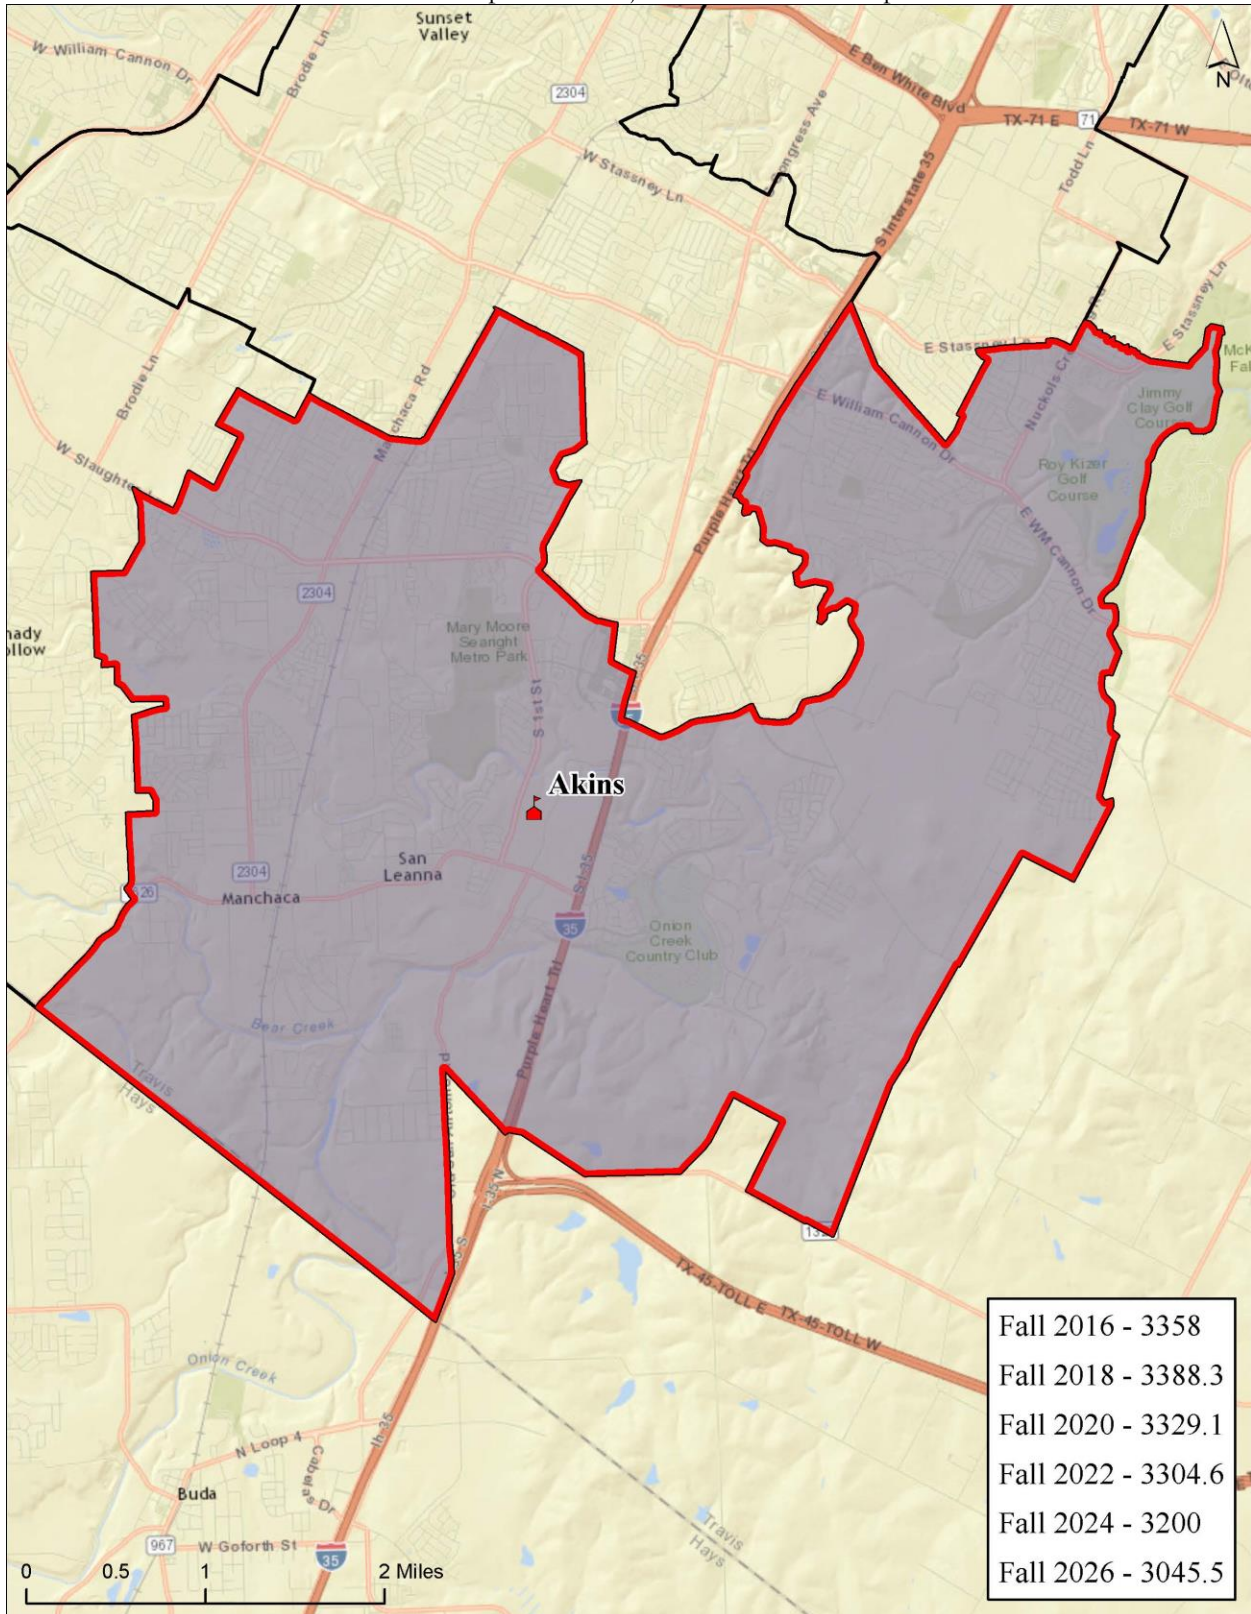 Sunset
Valley
W William Cannon Dr
Brodie Ln
2304
E Ben White Blvd
S Congress Ave
TX-71 E
71
TX-71 W
N
W Stassney Ln
Todd Ln
S Interstate 35
E Stassney Ln
Brodie Ln
Manchaca Rd
E Stassney Ln
E William Cannon Dr
Jimmy
Clay Golf
Course
Roy Kizer
Golf
Course
W Slaughter Ln
Purple Heart Trl
E WM Cannon Dr
2304
Mary Moore
Searight
Metro Park
S 1st St
Akins
San
Leanna
2304
Manchaca
S I-35
35
Onion
Creek
Country Club
Bear Creek
Purple Heart Trl
Travis
Hays
I-35 N
TX-45-TOLL E
TX-45-TOLL W
Onion Creek
N Loop 4
Ih 35
Cabelas Dr
Buda
967
W Goforth St
35
Travis
Hays
0 0.5 1 2 Miles
Fall 2016 - 3358
Fall 2018 - 3388.3
Fall 2020 - 3329.1
Fall 2022 - 3304.6
Fall 2024 - 3200
Fall 2026 - 3045.5